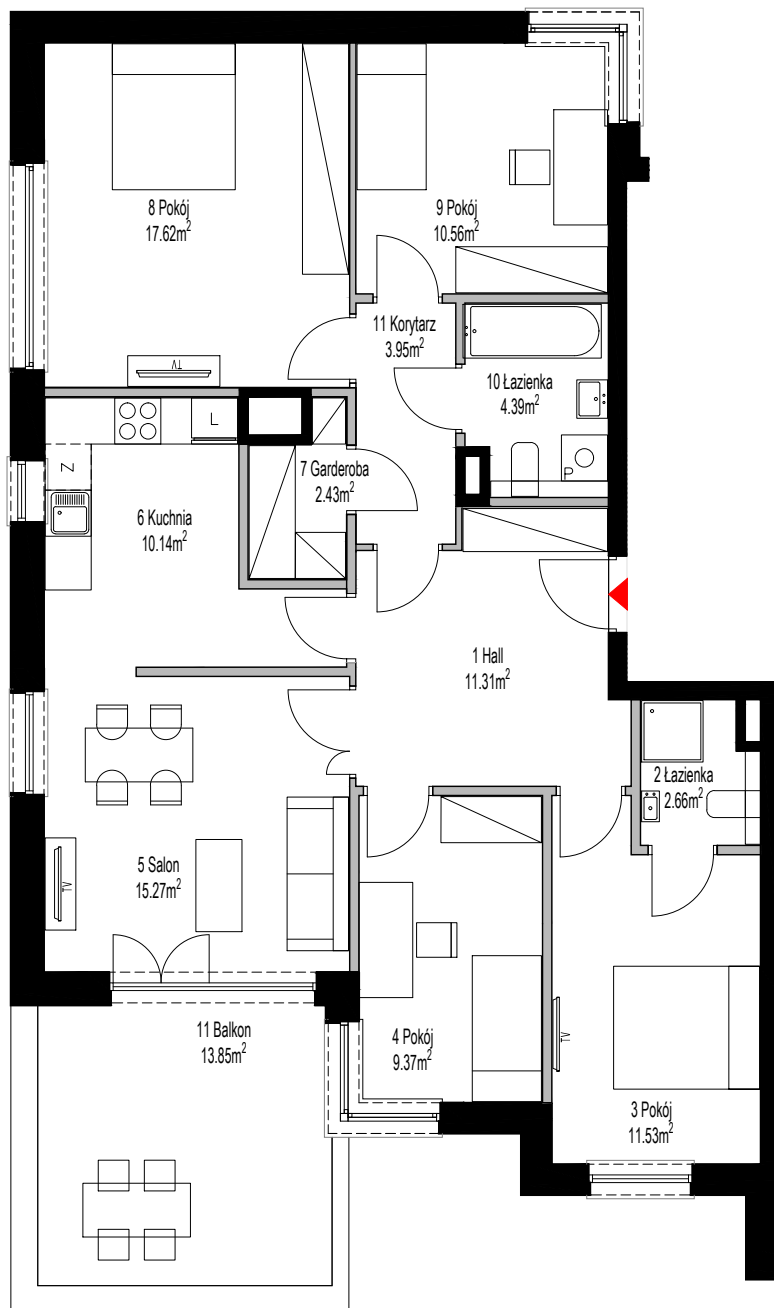 8 Pokój
17.62m²
9 Pokój
10.56m²
11 Korytarz
3.95m²
TV
10 Łazienka
4.39m²
L
Z
7 Garderoba
2.43m²
P
6 Kuchnia
10.14m²
1 Hall
11.31m²
2 Łazienka
2.66m²
5 Salon
15.27m²
TV
11 Balkon
13.85m²
4 Pokój
9.37m²
TV
3 Pokój
11.53m²